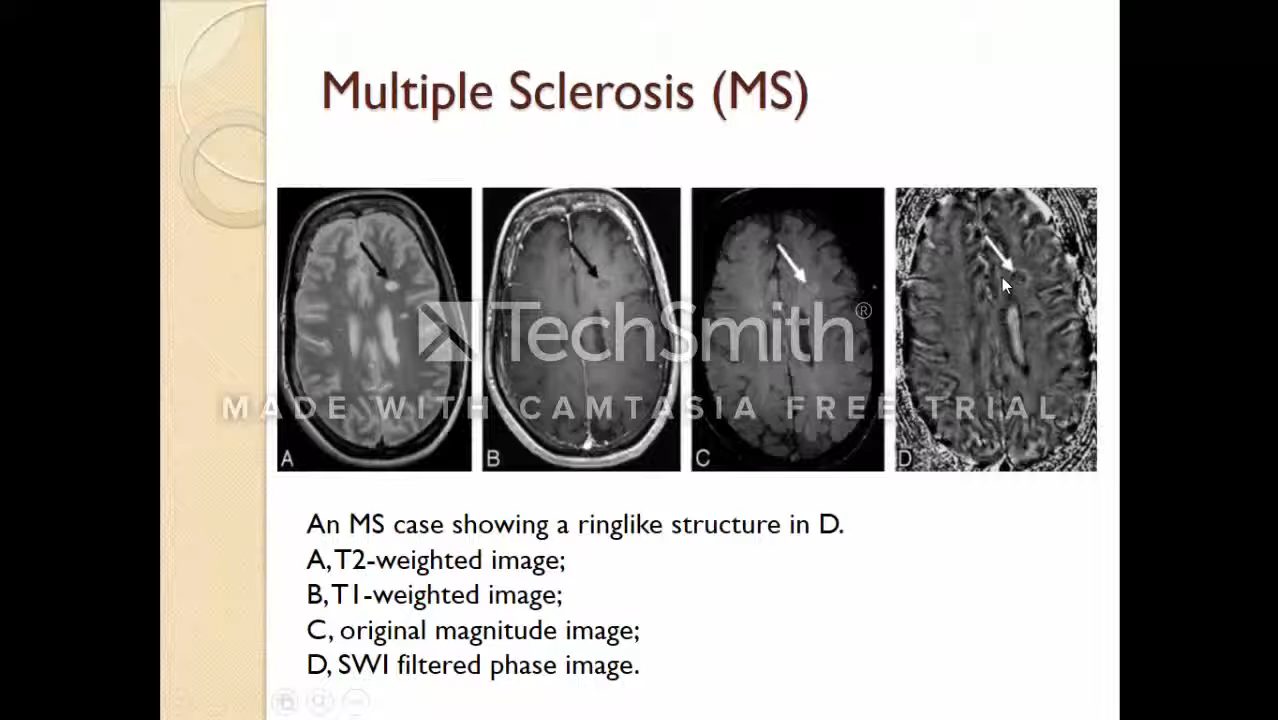 Multiple Sclerosis (MS)
TechSmith®
MADE WITH CAMTASIA FREE TRIAL
A
B
C
D
An MS case showing a ringlike structure in D.
A, T2-weighted image;
B, T1-weighted image;
C, original magnitude image;
D, SWI filtered phase image.